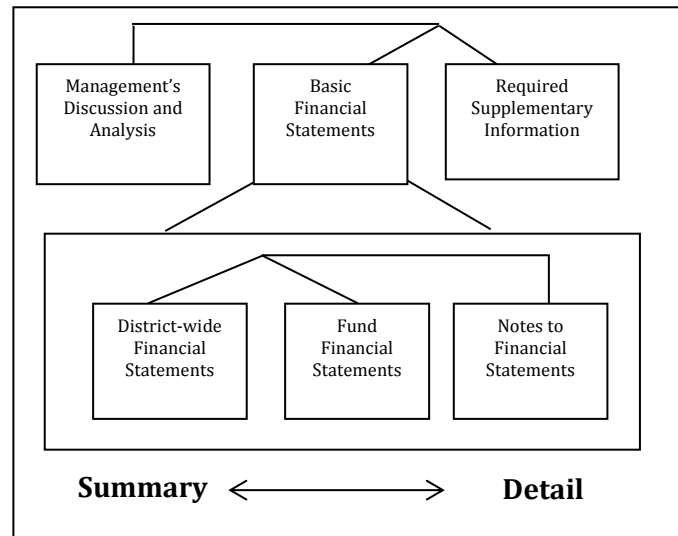 Management’s
Discussion and
Analysis
Basic
Financial
Statements
Required
Supplementary
Information
District-wide
Financial
Statements
Fund
Financial
Statements
Notes to
Financial
Statements
Summary
Detail